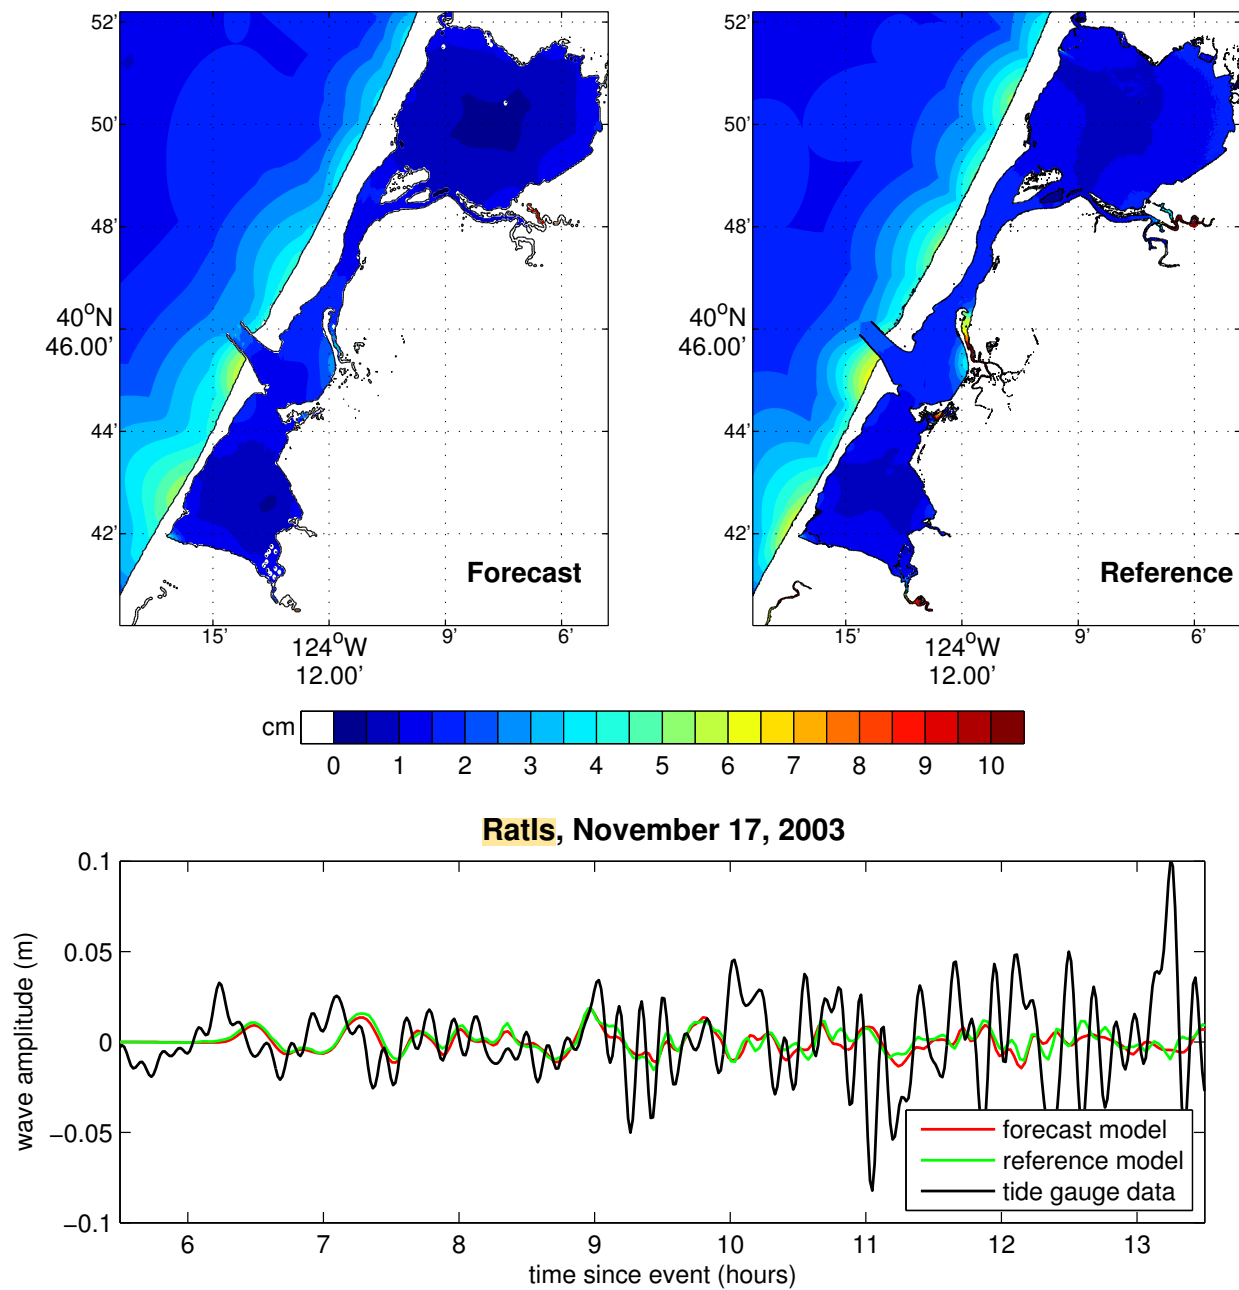 52'
50'
48'
40°N
46.00'
44'
42'
Forecast
15'
124°W
12.00'
9'
6'
52'
50'
48'
40°N
46.00'
44'
42'
Reference
15'
124°W
12.00'
9'
6'
cm
0 1 2 3 4 5 6 7 8 9 10
RatIs, November 17, 2003
wave amplitude (m)
0.1
0.05
0
−0.05
−0.1
forecast model
reference model
tide gauge data
6 7 8 9 10 11 12 13
time since event (hours)